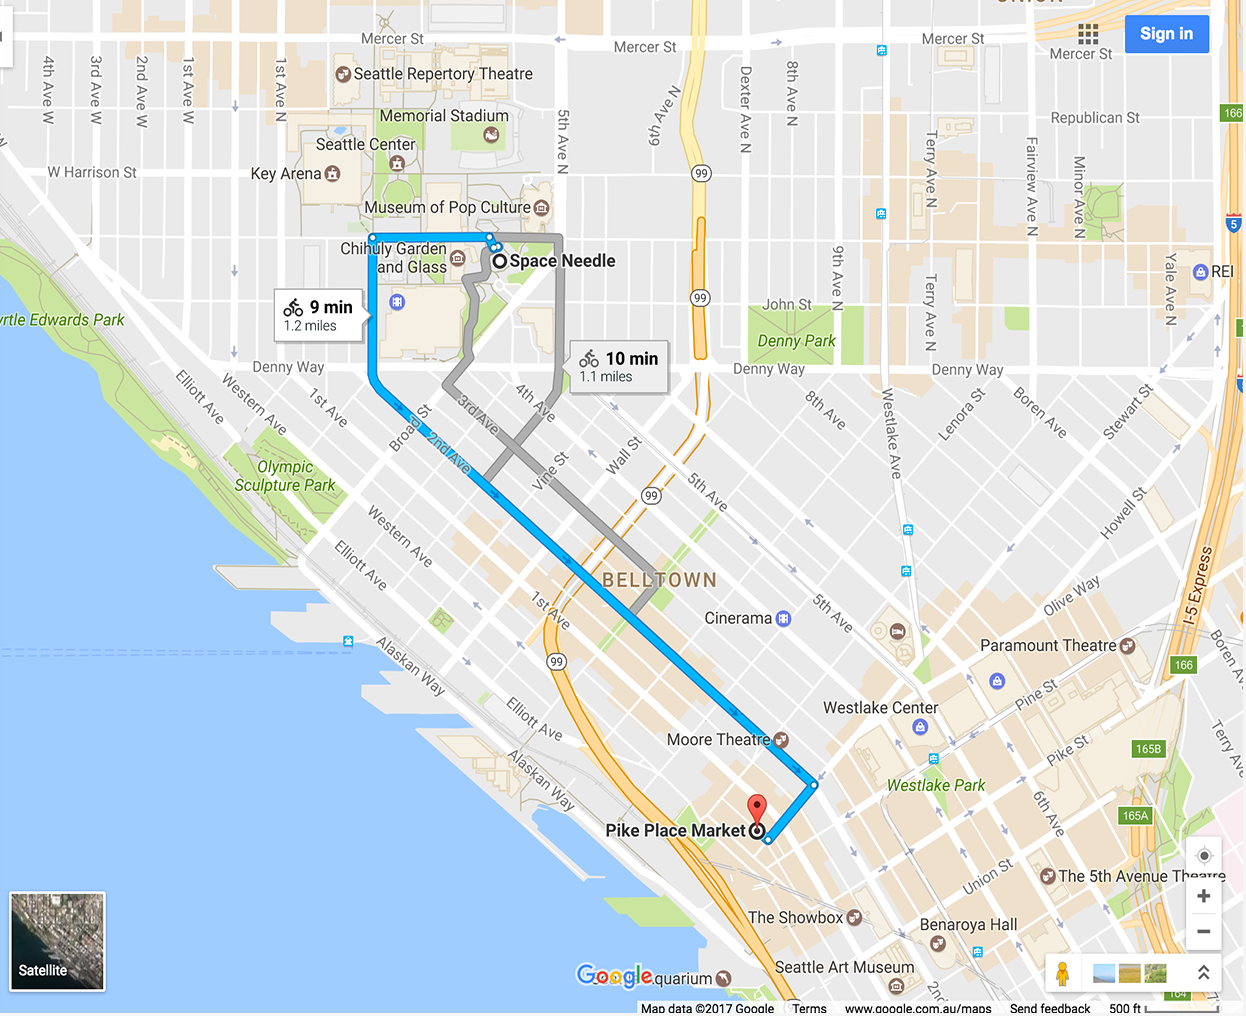 UNION
Mercer St
Mercer St
Mercer St
Mercer St
Sign in
4th Ave W
3rd Ave W
2nd Ave W
1st Ave W
1st Ave N
Seattle Repertory Theatre
Memorial Stadium
Seattle Center
Key Arena
W Harrison St
5th Ave N
Dexter Ave N
8th Ave N
Terry Ave N
Fairview Ave N
Minor Ave N
Republican St
166
99
Museum of Pop Culture
Chihuly Garden
and Glass
Space Needle
5
REI
Yale Ave N
9th Ave N
Terry Ave N
99
John St
Denny Park
9 min
1.2 miles
10 min
1.1 miles
rtle Edwards Park
Denny Way
Denny Way
Denny Way
Elliott Ave
Western Ave
1st Ave
Broad St
2nd Ave
3rd Ave
4th Ave
Vine St
Wall St
5th Ave
8th Ave
Westlake Ave
Lenora St
Boren Ave
Stewart St
Howell St
Olympic
Sculpture Park
99
Western Ave
Elliott Ave
BELLTOWN
1st Ave
Cinerama
5th Ave
Olive Way
I-5 Express
Paramount Theatre
Boren Ave
166
99
Alaskan Way
Elliott Ave
Alaskan Way
Westlake Center
Pine St
Pike St
Moore Theatre
165B
Terry Ave
Westlake Park
6th Ave
165A
Pike Place Market
Union St
The 5th Avenue Theatre
The Showbox
Benaroya Hall
Seattle Art Museum
2nd
Satellite
Google
quarium
164
Map data ©2017 Google Terms www.google.com.au/maps Send feedback 500 ft